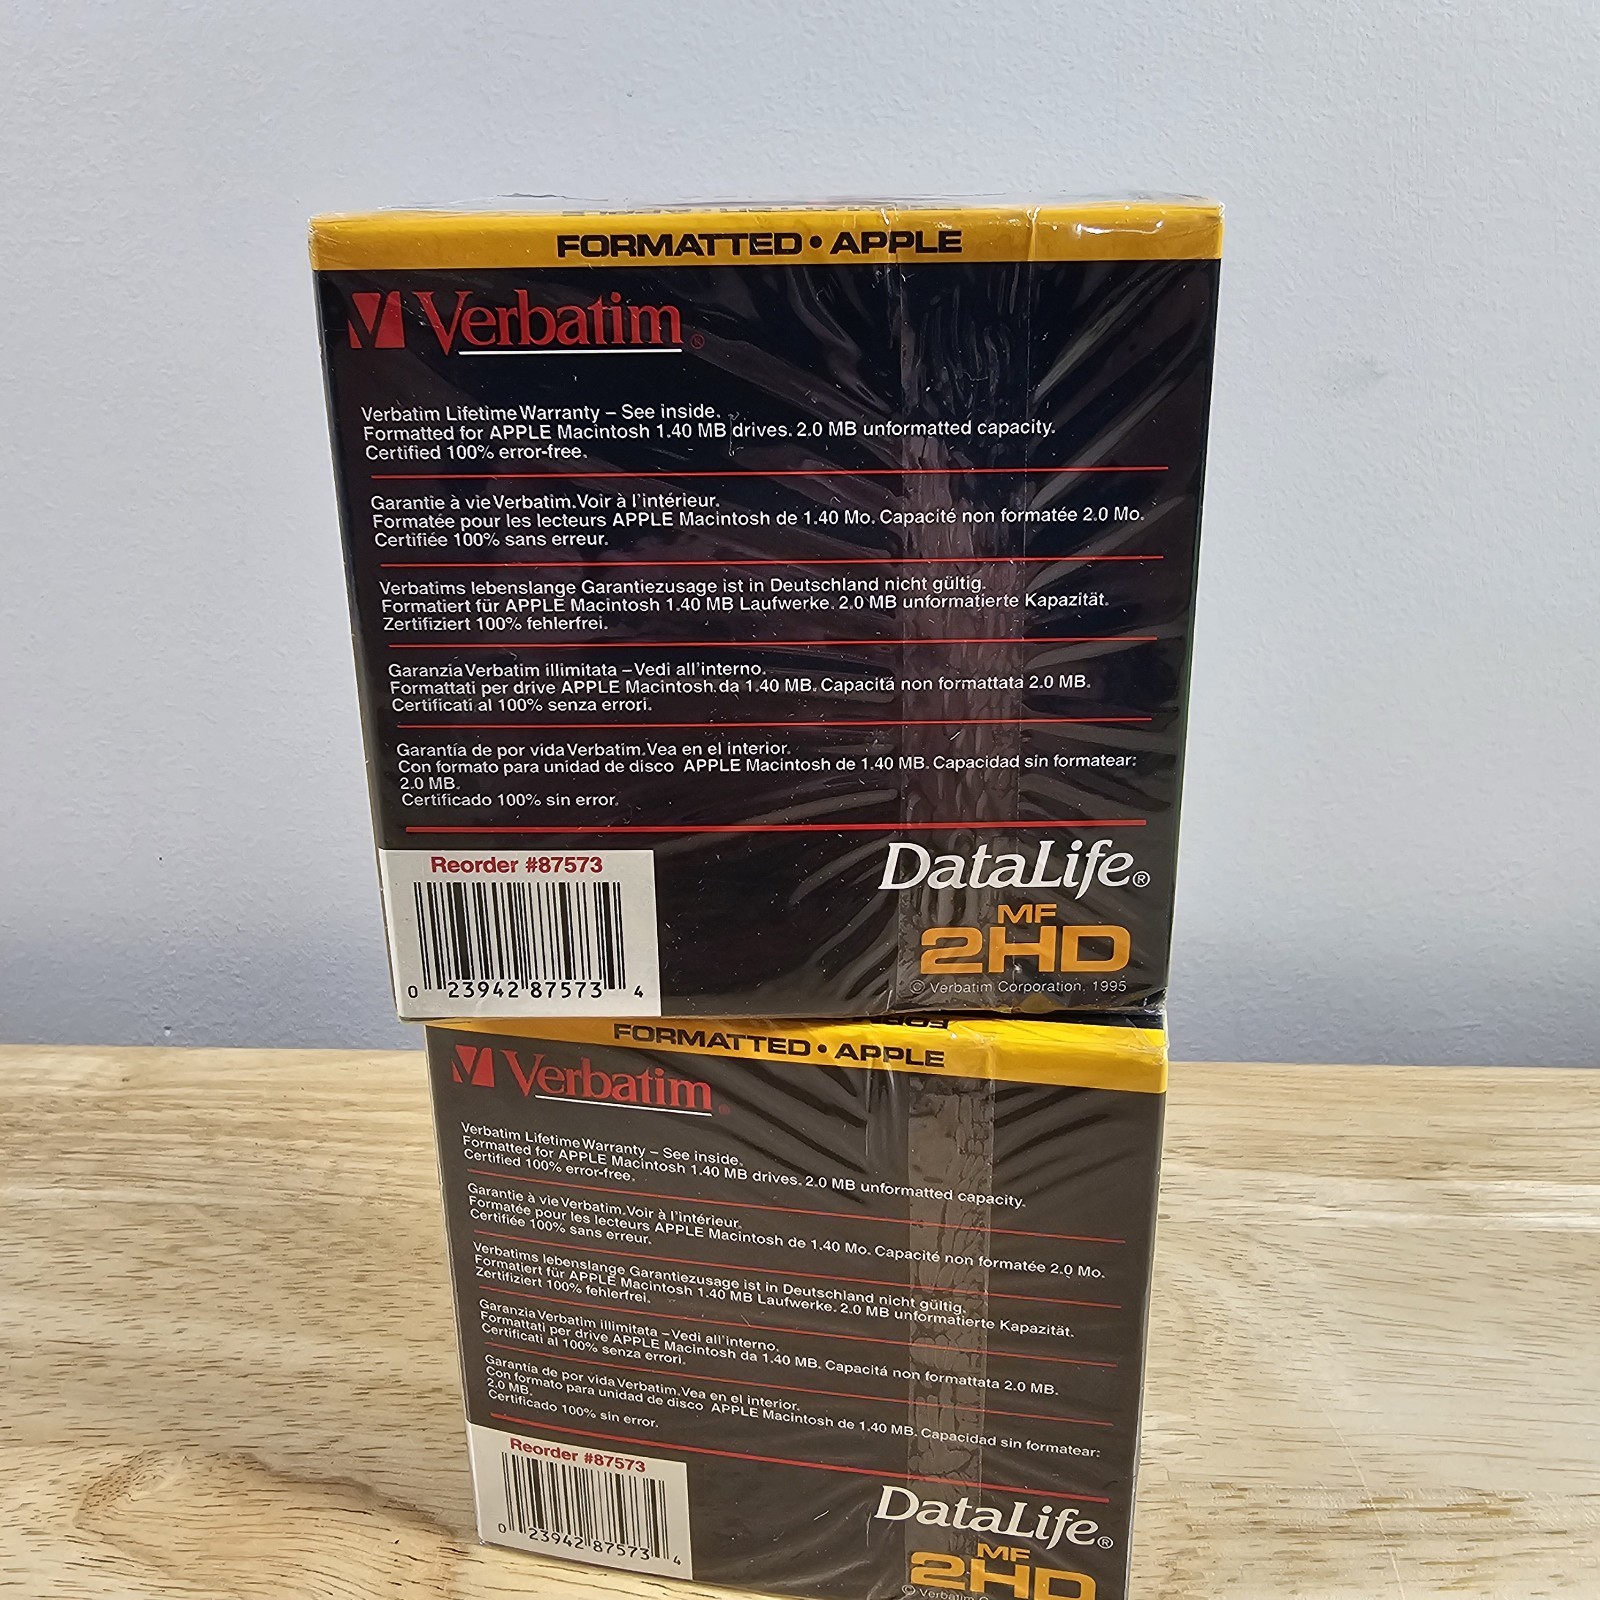 FORMATTED • APPLE
Verbatim®
Verbatim Lifetime Warranty – See inside.
Formatted for APPLE Macintosh 1.40 MB drives. 2.0 MB unformatted capacity.
Certified 100% error-free.
Garantie à vie Verbatim. Voir à l'intérieur.
Formatée pour les lecteurs APPLE Macintosh de 1.40 Mo. Capacité non formatée 2.0 Mo.
Certifiée 100% sans erreur.
Verbatims lebenslange Garantiezusage ist in Deutschland nicht gültig.
Formatiert für APPLE Macintosh 1.40 MB Laufwerke. 2.0 MB unformatierte Kapazität.
Zertifiziert 100% fehlerfrei.
Garanzia Verbatim illimitata – Vedi all'interno.
Formattati per drive APPLE Macintosh da 1.40 MB. Capacitá non formattata 2.0 MB.
Certificati al 100% senza errori.
Garantía de por vida Verbatim. Vea en el interior.
Con formato para unidad de disco APPLE Macintosh de 1.40 MB. Capacidad sin formatear:
2.0 MB.
Certificado 100% sin error.
Reorder #87573
0 23942 87573 4
DataLife®
MF
2HD
© Verbatim Corporation, 1995
FORMATTED • APPLE
Verbatim®
Verbatim Lifetime Warranty – See inside.
Formatted for APPLE Macintosh 1.40 MB drives. 2.0 MB unformatted capacity.
Certified 100% error-free.
Garantie à vie Verbatim. Voir à l'intérieur.
Formatée pour les lecteurs APPLE Macintosh de 1.40 Mo. Capacité non formatée 2.0 Mo.
Certifiée 100% sans erreur.
Verbatims lebenslange Garantiezusage ist in Deutschland nicht gültig.
Formatiert für APPLE Macintosh 1.40 MB Laufwerke. 2.0 MB unformatierte Kapazität.
Zertifiziert 100% fehlerfrei.
Garanzia Verbatim illimitata – Vedi all'interno.
Formattati per drive APPLE Macintosh da 1.40 MB. Capacitá non formattata 2.0 MB.
Certificati al 100% senza errori.
Garantía de por vida Verbatim. Vea en el interior.
Con formato para unidad de disco APPLE Macintosh de 1.40 MB. Capacidad sin formatear:
2.0 MB.
Certificado 100% sin error.
Reorder #87573
0 23942 87573 4
DataLife®
MF
2HD
© Verbatim